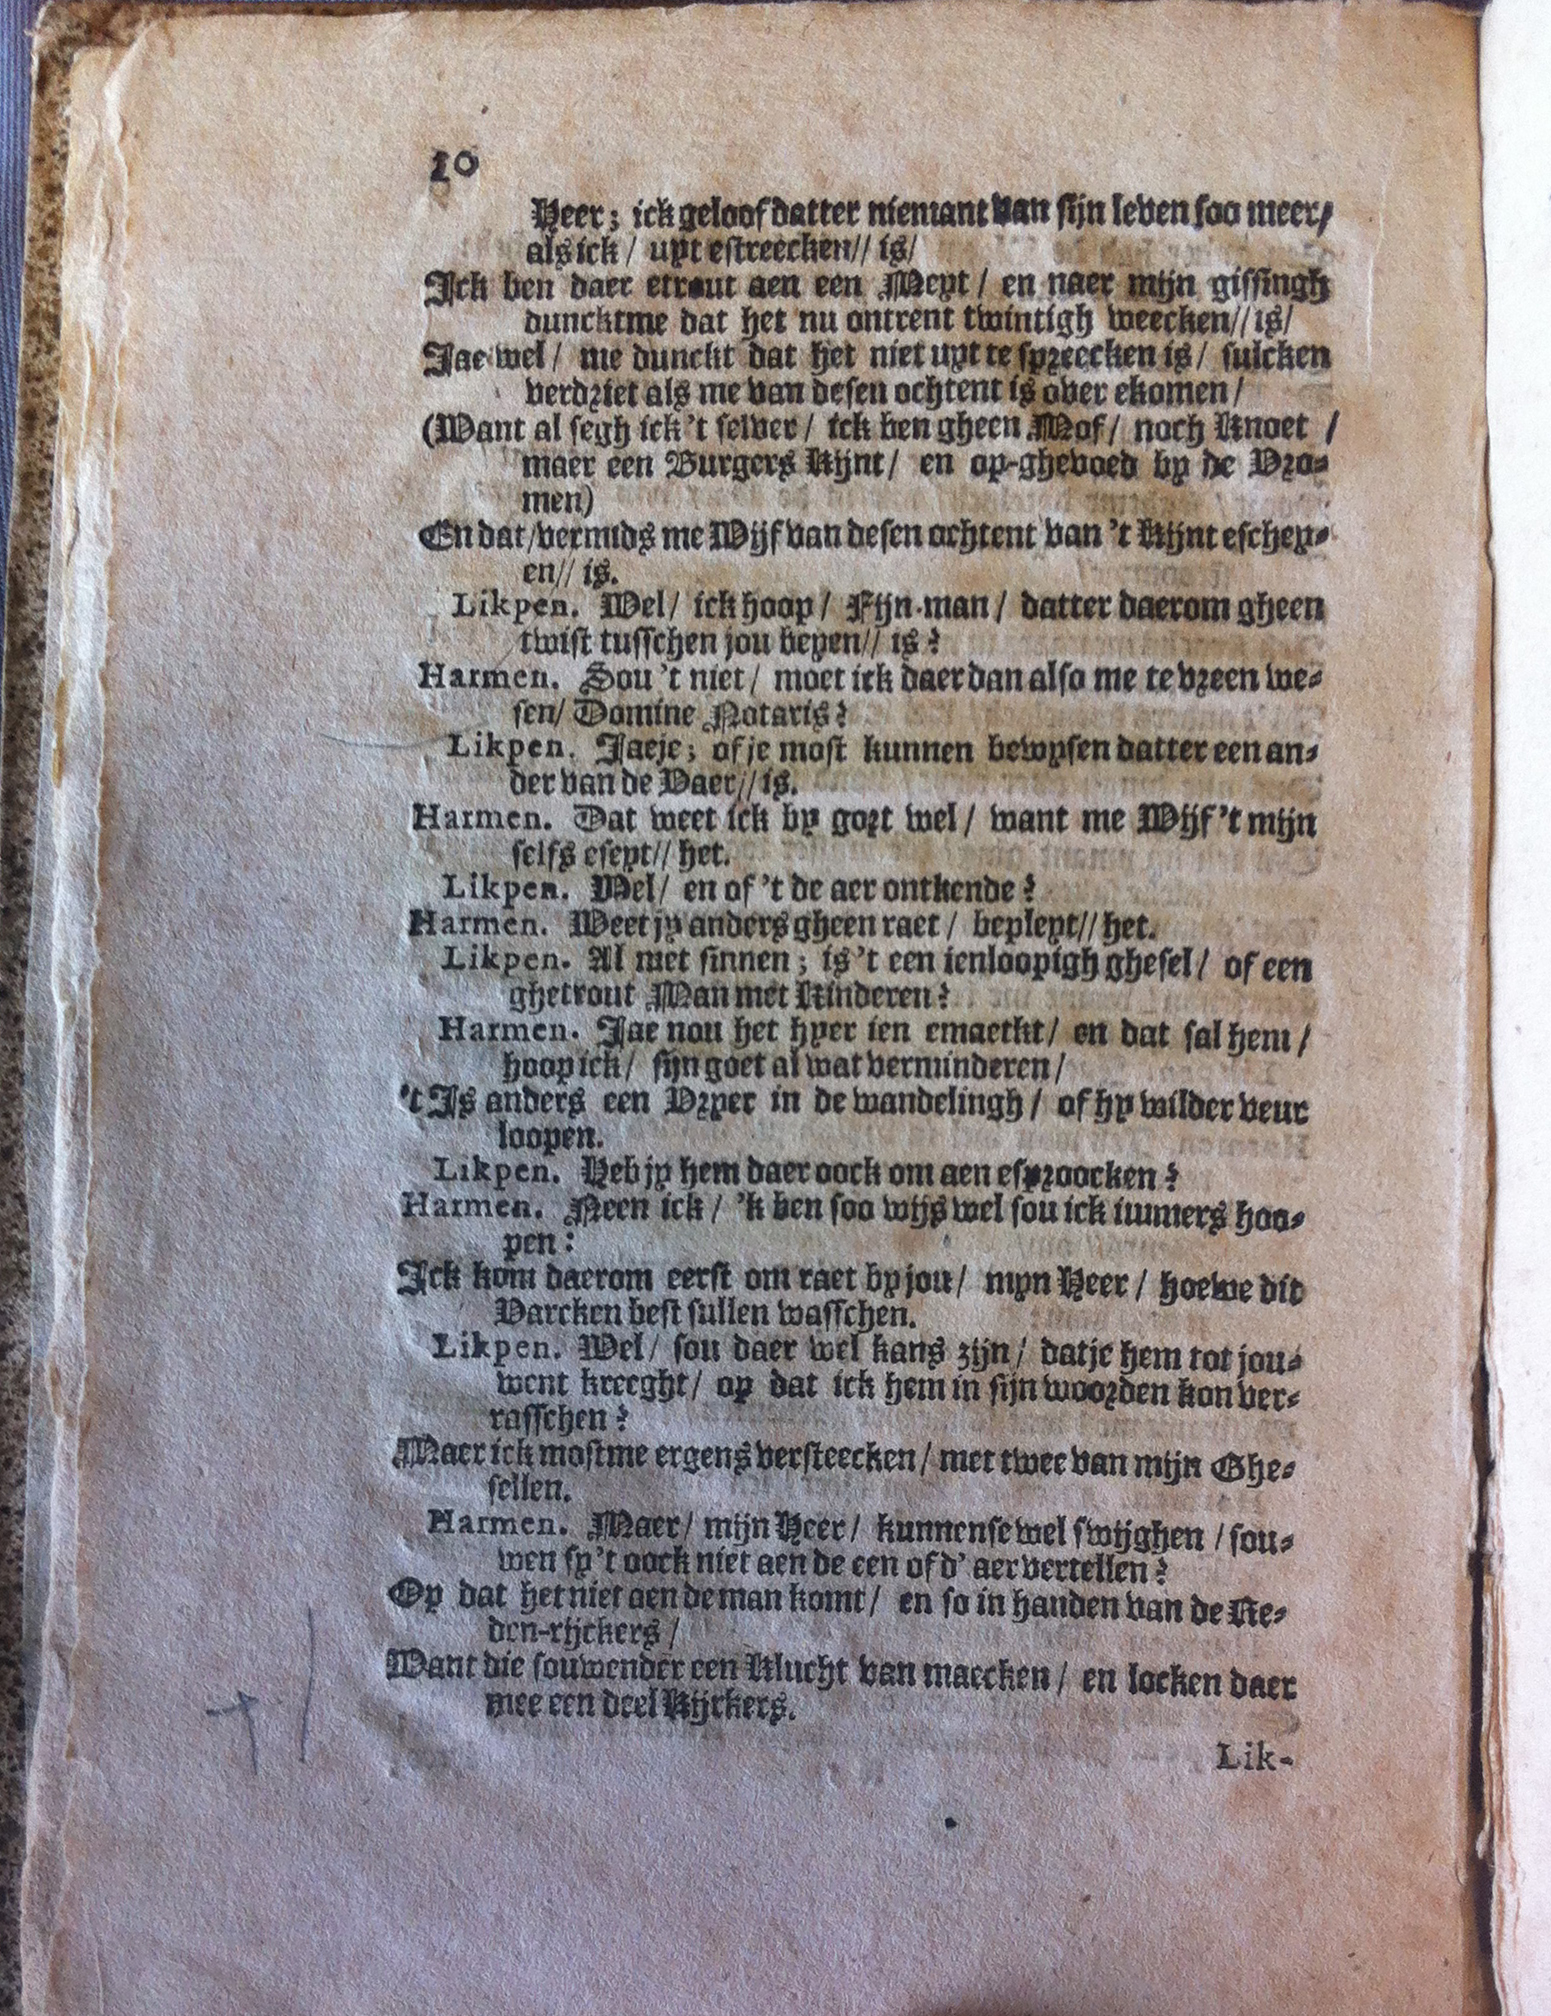 10
Heer; ick geloof datter niemant van sijn leven soo meer/
als ick / uyt estreecken// is/
Ick ben daer etrout aen een Meyt / en naer mijn gissingh
duncktme dat het nu ontrent twintigh weecken// is/
Jae wel / me dunckt dat het niet uyt te spreecken is / sulcken
verdriet als me van desen ochtent is over ekomen /
(Want al segh ick 't selver / ick ben gheen Mof / noch Knoet /
maer een Burgers Kijnt / en op-ghevoed by de Vro-
men)
En dat /vermids me Wijf van desen ochtent van 't Kijnt eschey-
en// is.
Likpen. Wel / ick hoop / Fijn-man / datter daerom gheen
twist tusschen jou beyen// is?
Harmen. Sou 't niet / moet ick daer dan also me te vreen we-
sen/ Domine Notaris?
Likpen. Jaeje; of je most kunnen bewysen datter een an-
der van de Vaer// is.
Harmen. Dat weet ick by gort wel / want me Wijf 't mijn
selfs eseyt// het.
Likpen. Wel / en of 't de aer ontkende?
Harmen. Weet jy anders gheen raet / bepleyt// het.
Likpen. Al met sinnen; is 't een ienloopigh ghesel / of een
ghetrout Man met Kinderen?
Harmen. Jae nou het hyer ien emaeckt / en dat sal hem /
hoop ick / sijn goet al wat verminderen /
't Is anders een Vryer in de wandelingh / of hy wilder veur
loopen.
Likpen. Heb jy hem daer oock om aen esproocken?
Harmen. Neen ick / 'k ben soo wijs wel sou ick immers hoo-
pen:
Ick kom daerom eerst om raet by jou / myn Heer / hoewe dit
Varcken best sullen wasschen.
Likpen. Wel / sou daer wel kans zijn / datje hem tot jou-
went kreeght / op dat ick hem in sijn woorden kon ver-
rasschen?
Maer ick mostme ergens versteecken / met twee van mijn Ghe-
sellen.
Harmen. Maer / mijn Heer / kunnense wel swijghen / sou-
wen sy 't oock niet aen de een of d' aer vertellen?
Op dat het niet aen de man komt / en so in handen van de Re-
den-rijckers /
Want die souwender een Klucht van maecken / en locken daer
mee een deel Kijckers.
Lik-